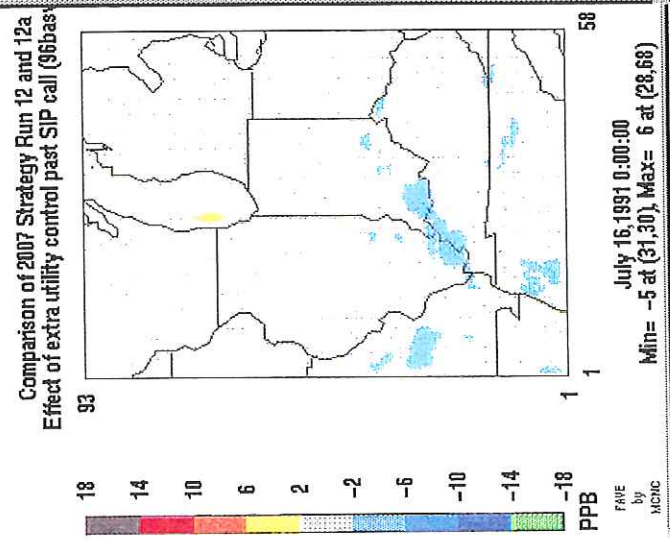 Comparison of 2007 Strategy Run 12 and 12a
Effect of extra utility control past SIP call (96bas
93
1
1
58
18
14
10
6
2
-2
-6
-10
-14
-18
PPB
PAVE
by
MCNC
July 16,1991 0:00:00
Min= -5 at (31,30), Max= 6 at (28,68)